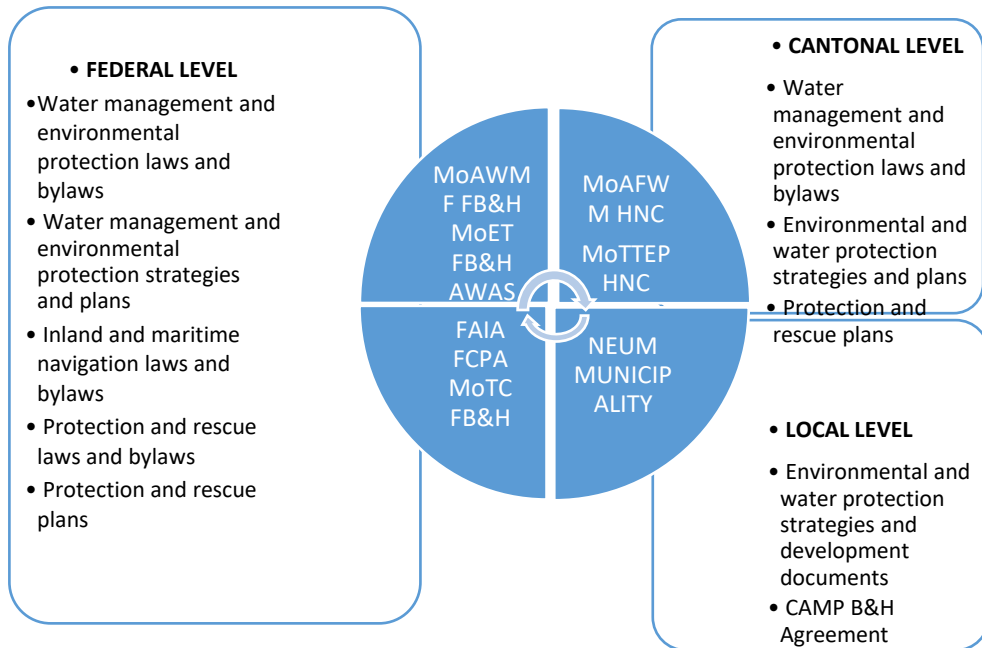 • FEDERAL LEVEL
•Water management and
environmental
protection laws and
bylaws
• Water management and
environmental
protection strategies
and plans
• Inland and maritime
navigation laws and
bylaws
• Protection and rescue
laws and bylaws
• Protection and rescue
plans
MoAWM
F FB&H
MoET
FB&H
AWAS
FAIA
FCPA
MoTC
FB&H
MoAFW
M HNC
MoTTEP
HNC
NEUM
MUNICIP
ALITY
• CANTONAL LEVEL
• Water
management and
environmental
protection laws and
bylaws
• Environmental and
water protection
strategies and plans
• Protection and
rescue plans
• LOCAL LEVEL
• Environmental and
water protection
strategies and
development
documents
• CAMP B&H
Agreement